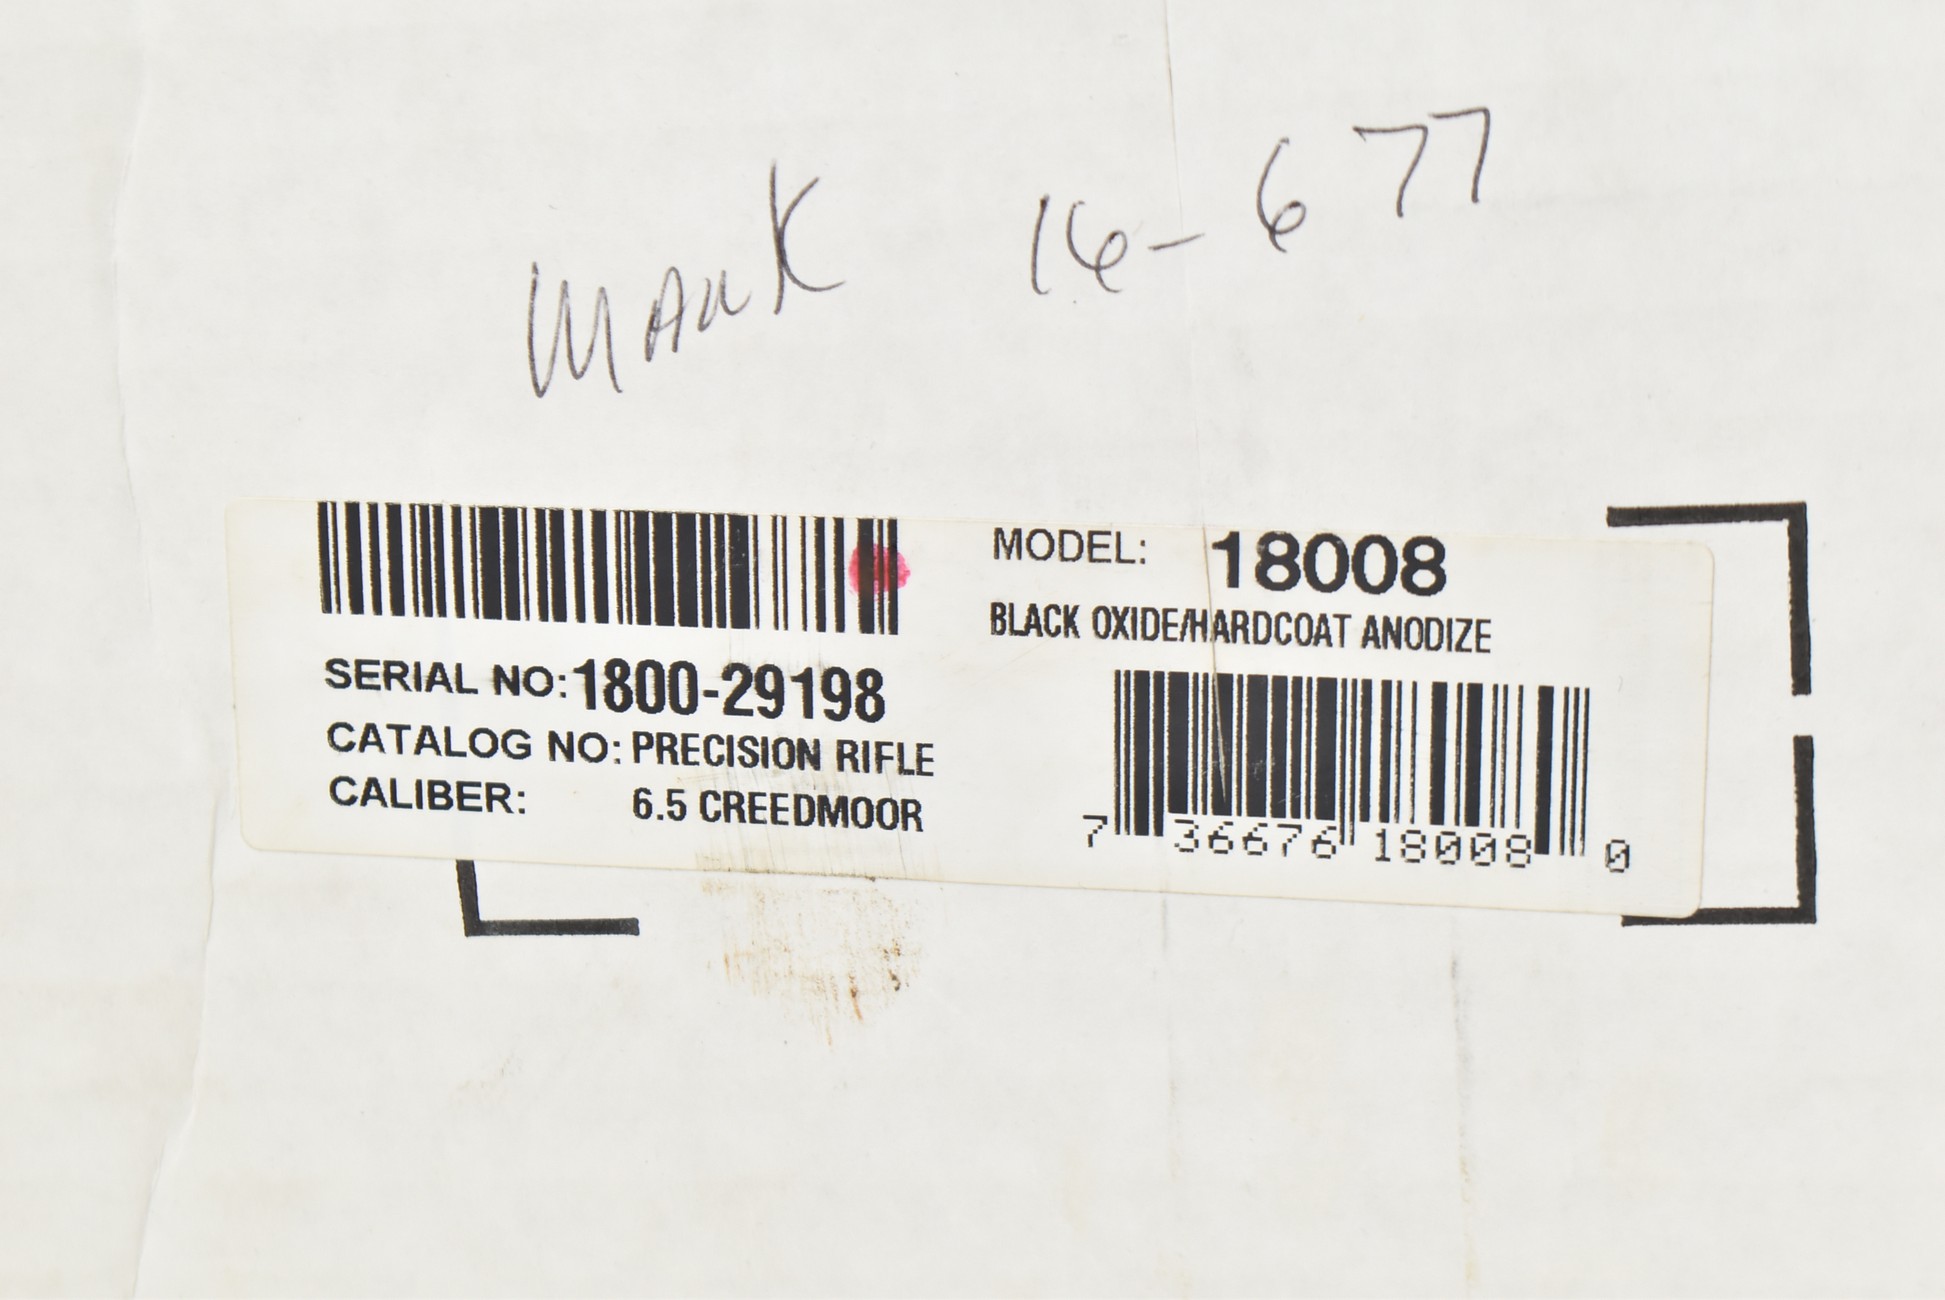 Mark 16-677
MODEL: 18008
BLACK OXIDE/HARDCOAT ANODIZE
SERIAL NO: 1800-29198
CATALOG NO: PRECISION RIFLE
CALIBER: 6.5 CREEDMOOR
7 36676 18008 0